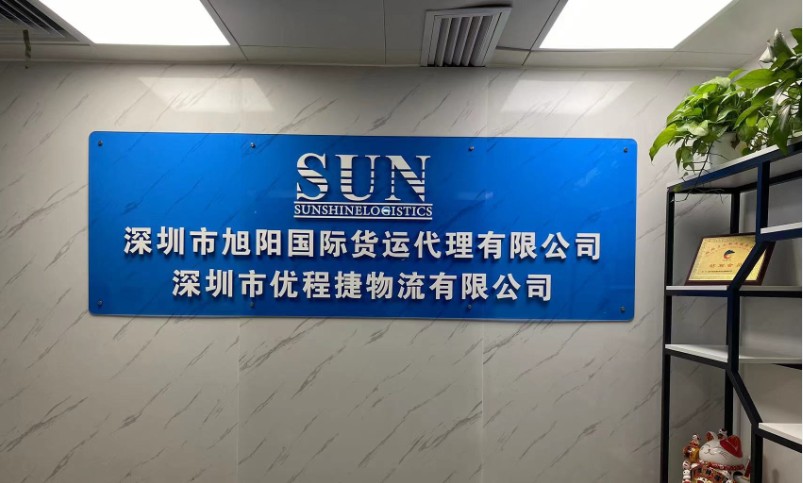 SUN
SUNSHINELOGISTICS
深圳市旭阳国际货运代理有限公司
深圳市优程捷物流有限公司